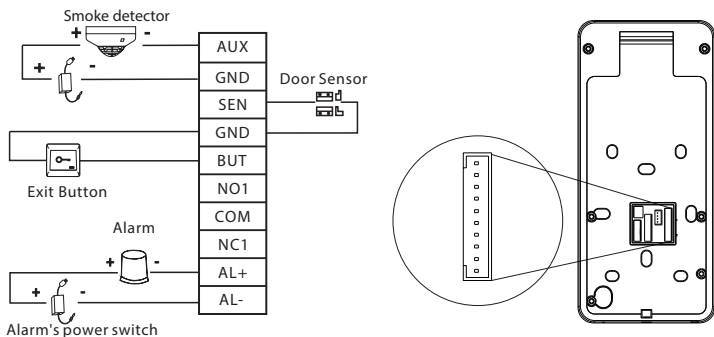 Smoke detector
+ -
AUX
+ -
GND
Door Sensor
SEN
GND
BUT
Exit Button
NO1
COM
Alarm
NC1
+ -
AL+
+ -
AL-
Alarm's power switch